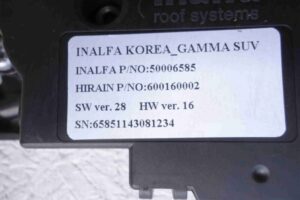 inalfa
roof systems
INALFA KOREA_GAMMA SUV
INALFA P/NO:50006585
HIRAIN P/NO:600160002
SW ver. 28 HW ver. 16
SN:65851143081234